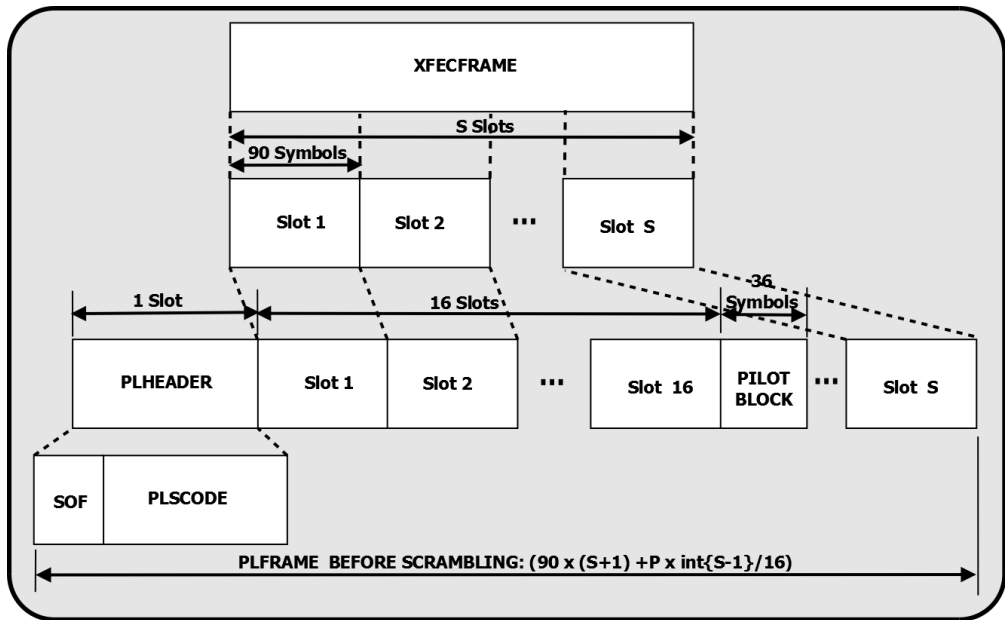 XFECFRAME
S Slots
90 Symbols
Slot 1
Slot 2
...
Slot S
1 Slot
16 Slots
36
Symbols
PLHEADER
Slot 1
Slot 2
...
Slot 16
PILOT
BLOCK
...
Slot S
SOF
PLSCODE
PLFRAME BEFORE SCRAMBLING: (90 x (S+1) +P x int{S-1}/16)